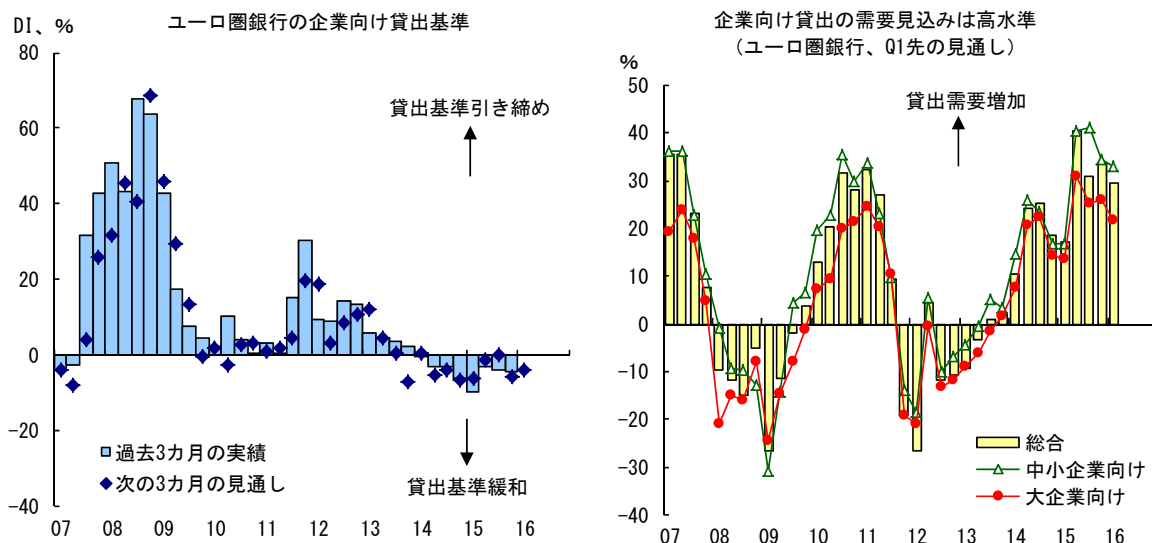 ユーロ圏銀行の企業向け貸出基準
DI、%
80
60
40
20
0
−20
−40
貸出基準引き締め
過去3カ月の実績
次の3カ月の見通し
貸出基準緩和
07 08 09 10 11 12 13 14 15 16
企業向け貸出の需要見込みは高水準
（ユーロ圏銀行、Q1先の見通し）
%
50
40
30
20
10
0
−10
−20
−30
−40
貸出需要増加
総合
中小企業向け
大企業向け
07 08 09 10 11 12 13 14 15 16